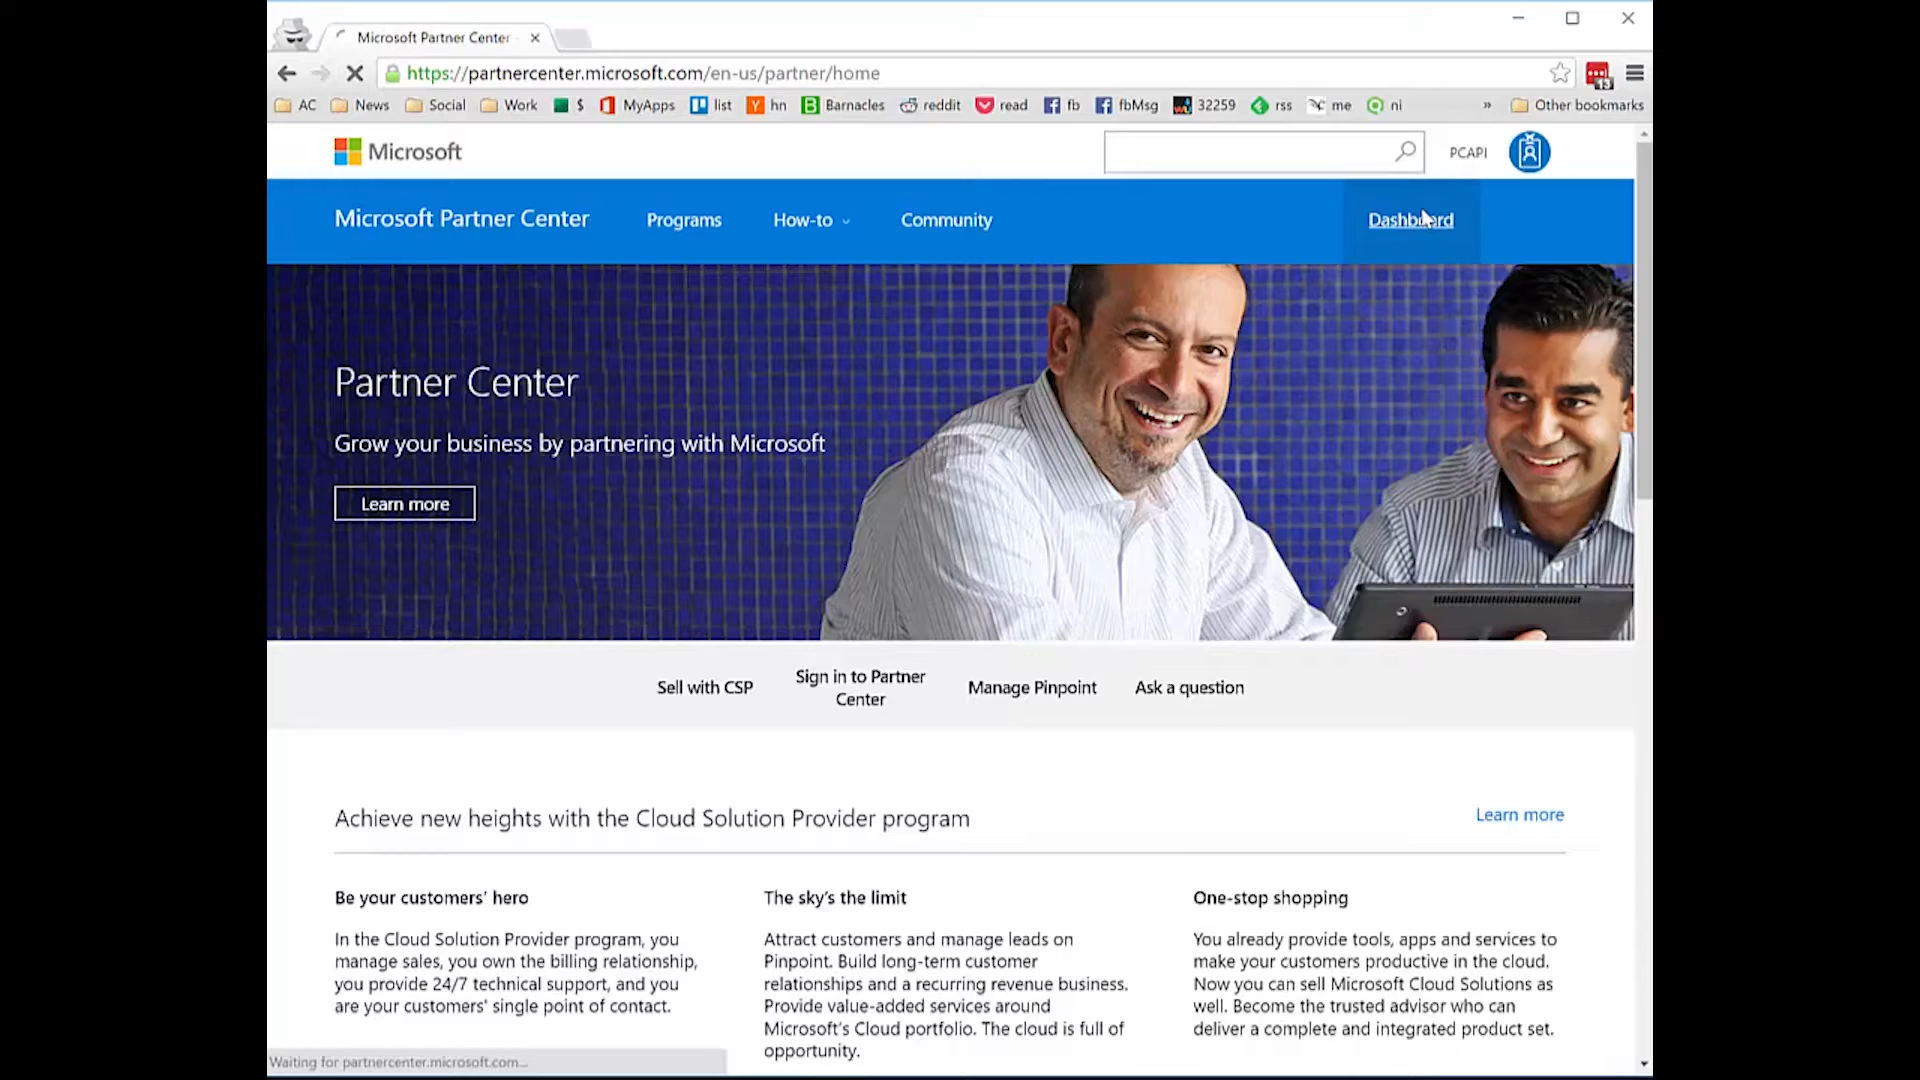 Microsoft Partner Center
https://partnercenter.microsoft.com/en-us/partner/home
13
AC News Social Work $ MyApps list hn Barnacles reddit read fb fbMsg 32259 rss me ni » Other bookmarks
Microsoft
PCAPI
Microsoft Partner Center Programs How-to Community Dashboard
Partner Center
Grow your business by partnering with Microsoft
Learn more
Sell with CSP
Sign in to Partner
Center
Manage Pinpoint
Ask a question
Achieve new heights with the Cloud Solution Provider program
Learn more
Be your customers' hero
In the Cloud Solution Provider program, you
manage sales, you own the billing relationship,
you provide 24/7 technical support, and you
are your customers' single point of contact.
The sky's the limit
Attract customers and manage leads on
Pinpoint. Build long-term customer
relationships and a recurring revenue business.
Provide value-added services around
Microsoft's Cloud portfolio. The cloud is full of
opportunity.
One-stop shopping
You already provide tools, apps and services to
make your customers productive in the cloud.
Now you can sell Microsoft Cloud Solutions as
well. Become the trusted advisor who can
deliver a complete and integrated product set.
Waiting for partnercenter.microsoft.com...